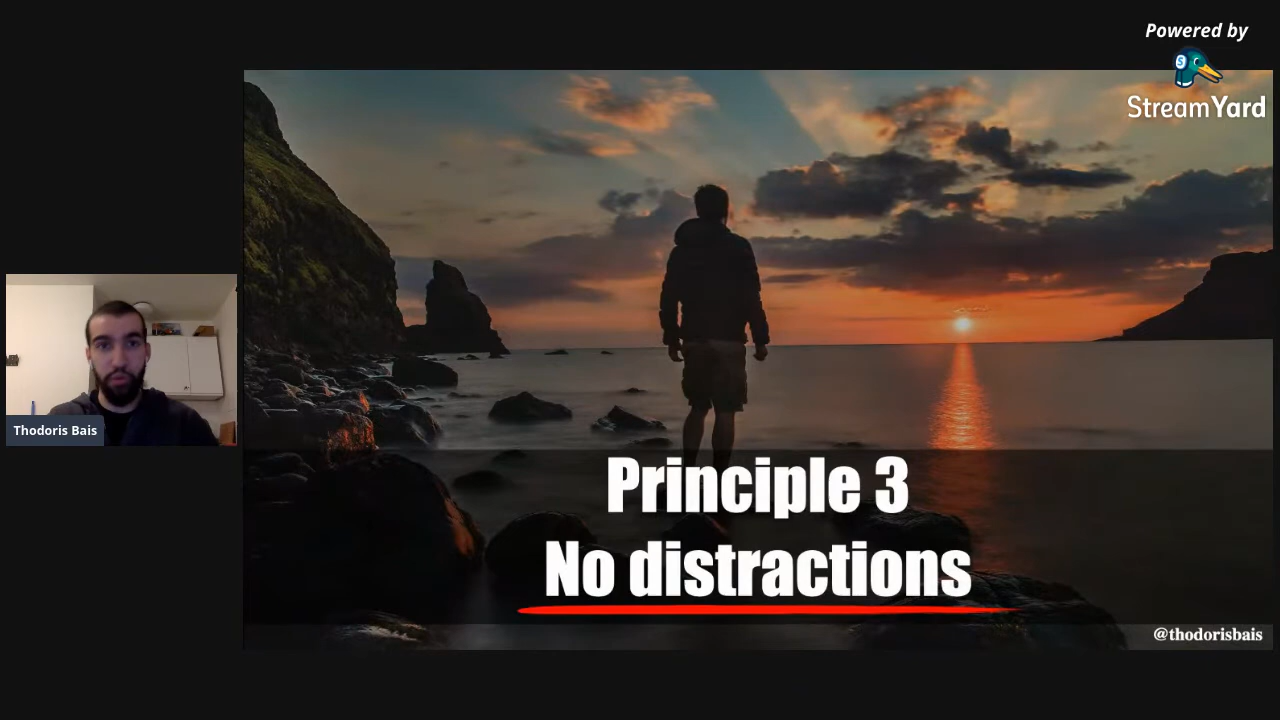 Powered by
StreamYard
Thodoris Bais
Principle 3
No distractions
@thodorisbais